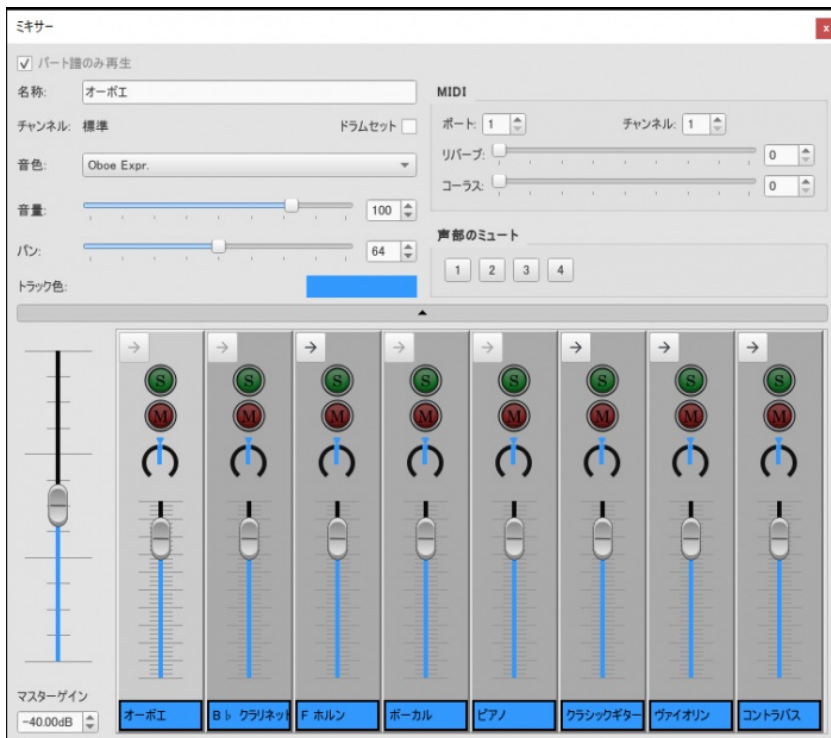 ミキサー
x
パート譜のみ再生
名称: オーボエ
MIDI
チャンネル: 標準 ドラムセット
ポート: 1 チャンネル: 1
音色: Oboe Expr.
リバーブ: 0
コーラス: 0
音量: 100
パン: 64
声部のミュート
1 2 3 4
トラック色:
→ → → → → → → →
S S S S S S S S
M M M M M M M M
マスターゲイン
-40.00dB
オーボエ B♭ クラリネット F ホルン ボーカル ピアノ クラシックギター ヴァイオリン コントラバス